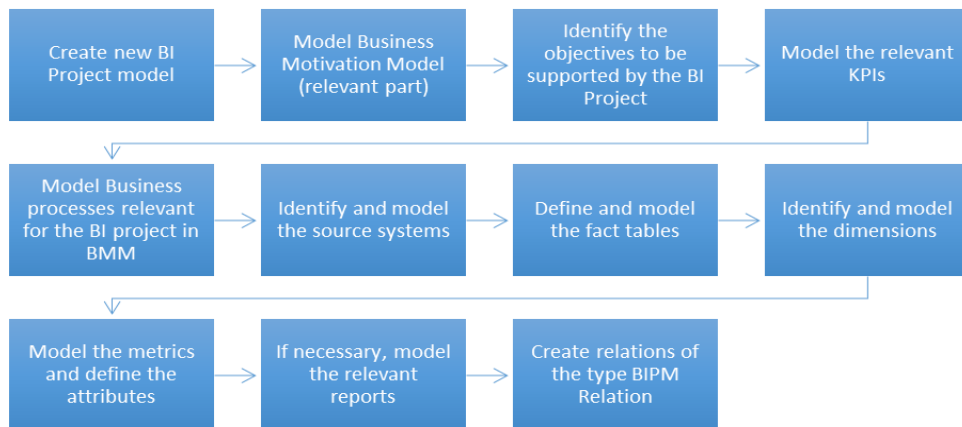 Create new BI
Project model
Model Business
Motivation Model
(relevant part)
Identify the
objectives to be
supported by the BI
Project
Model the relevant
KPIs
Model Business
processes relevant
for the BI project in
BMM
Identify and model
the source systems
Define and model
the fact tables
Identify and model
the dimensions
Model the metrics
and define the
attributes
If necessary, model
the relevant
reports
Create relations of
the type BIPM
Relation